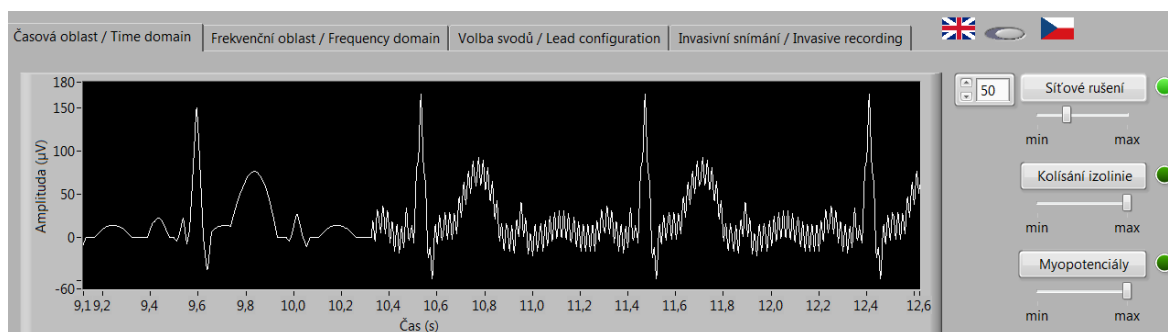 Časová oblast / Time domain
Frekvenční oblast / Frequency domain
Volba svodů / Lead configuration
Invasivní snímání / Invasive recording
Amplituda (µV)
180-
150-
100-
50-
0-
-60-
9,1 9,2 9,4 9,6 9,8 10,0 10,2 10,4 10,6 10,8 11,0 11,2 11,4 11,6 11,8 12,0 12,2 12,4 12,6
Čas (s)
50
Síťové rušení
min max
Kolísání izolinie
min max
Myopotenciály
min max